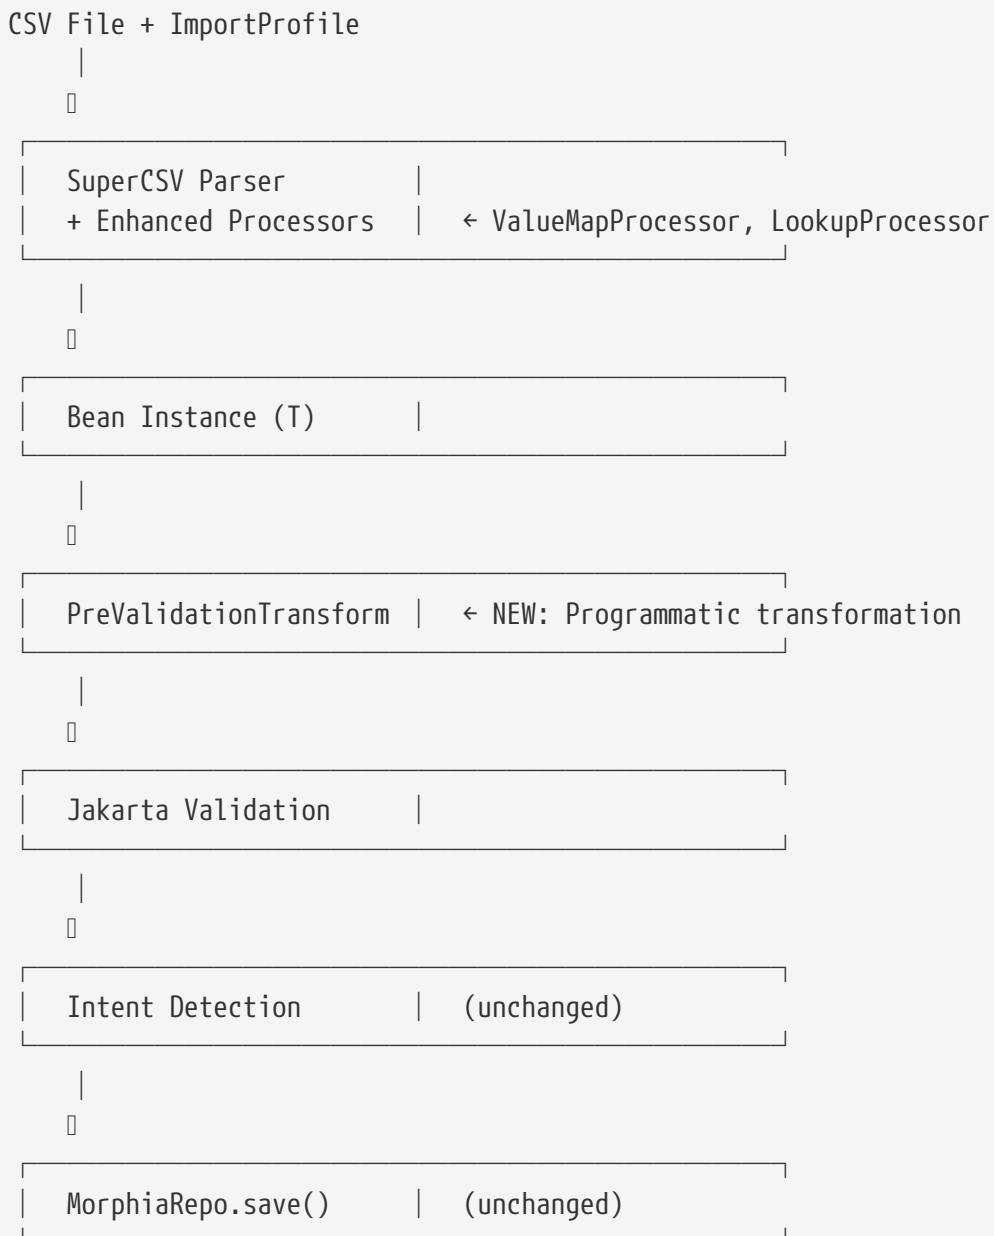 CSV File + ImportProfile
SuperCSV Parser
+ Enhanced Processors ← ValueMapProcessor, LookupProcessor
Bean Instance (T)
PreValidationTransform ← NEW: Programmatic transformation
Jakarta Validation
Intent Detection (unchanged)
MorphiaRepo.save() (unchanged)